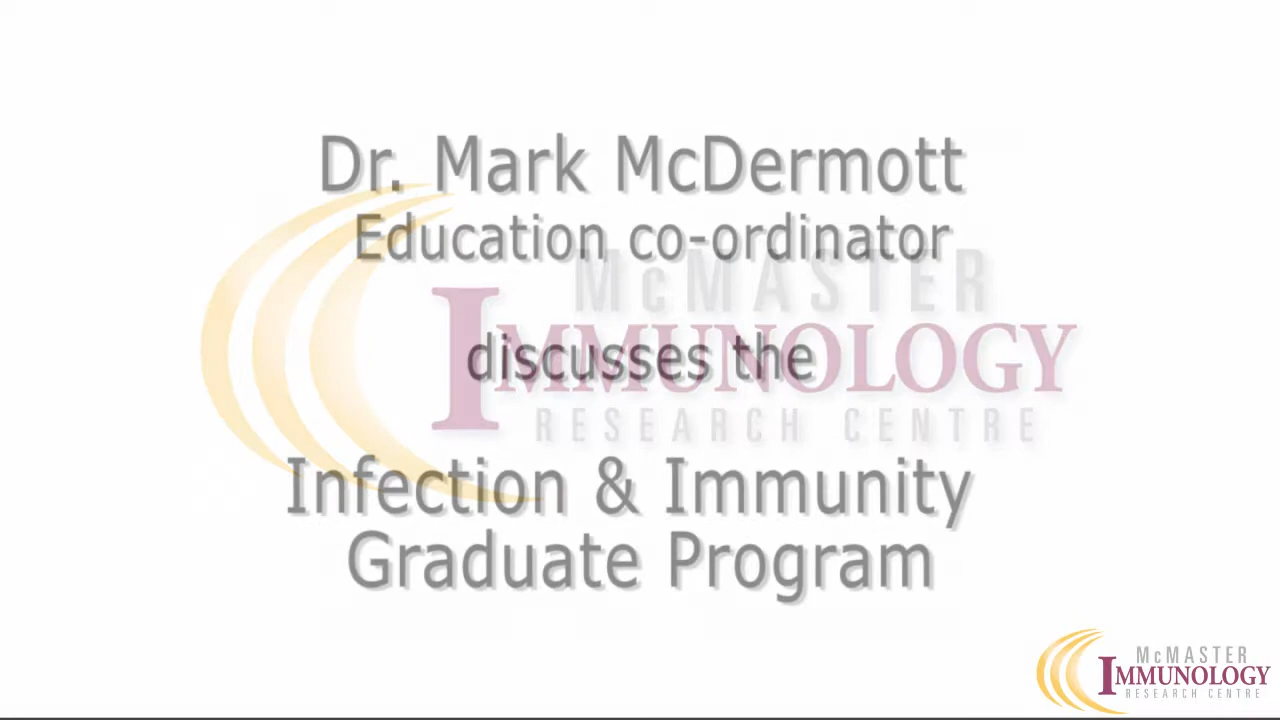 Dr. Mark McDermott
Education co-ordinator
McMASTER
discusses the
IMMUNOLOGY
RESEARCH CENTRE
Infection & Immunity
Graduate Program
McMASTER
IMMUNOLOGY
RESEARCH CENTRE